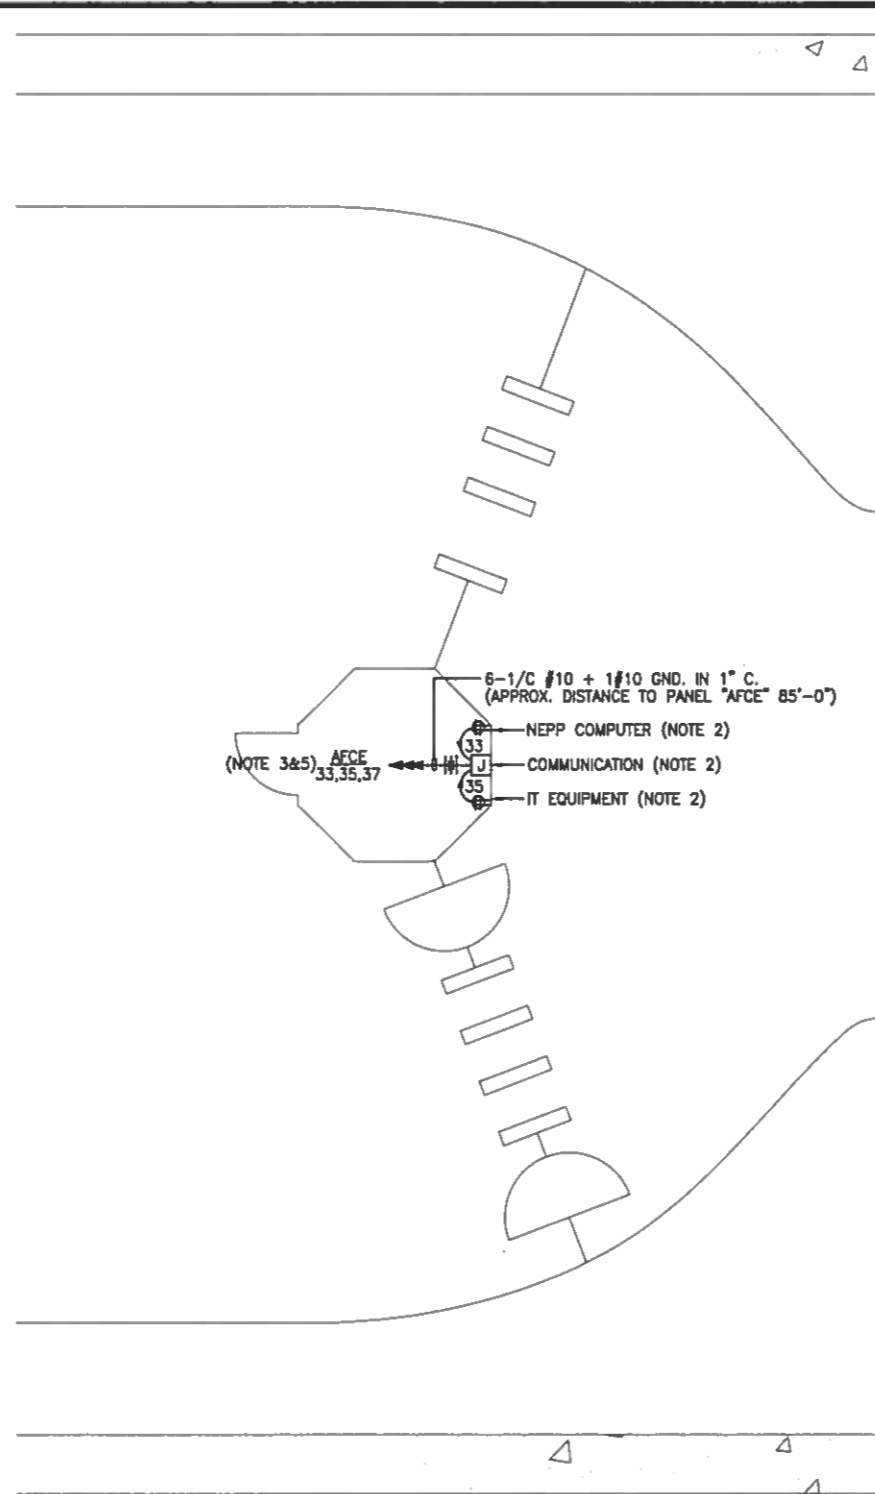 6-1/C #10 + 1#10 GND. IN 1" C.
(APPROX. DISTANCE TO PANEL "AFCE" 85'-0")
NEPP COMPUTER (NOTE 2)
33
(NOTE 3&5) AFCE
33,35,37
J
COMMUNICATION (NOTE 2)
35
IT EQUIPMENT (NOTE 2)